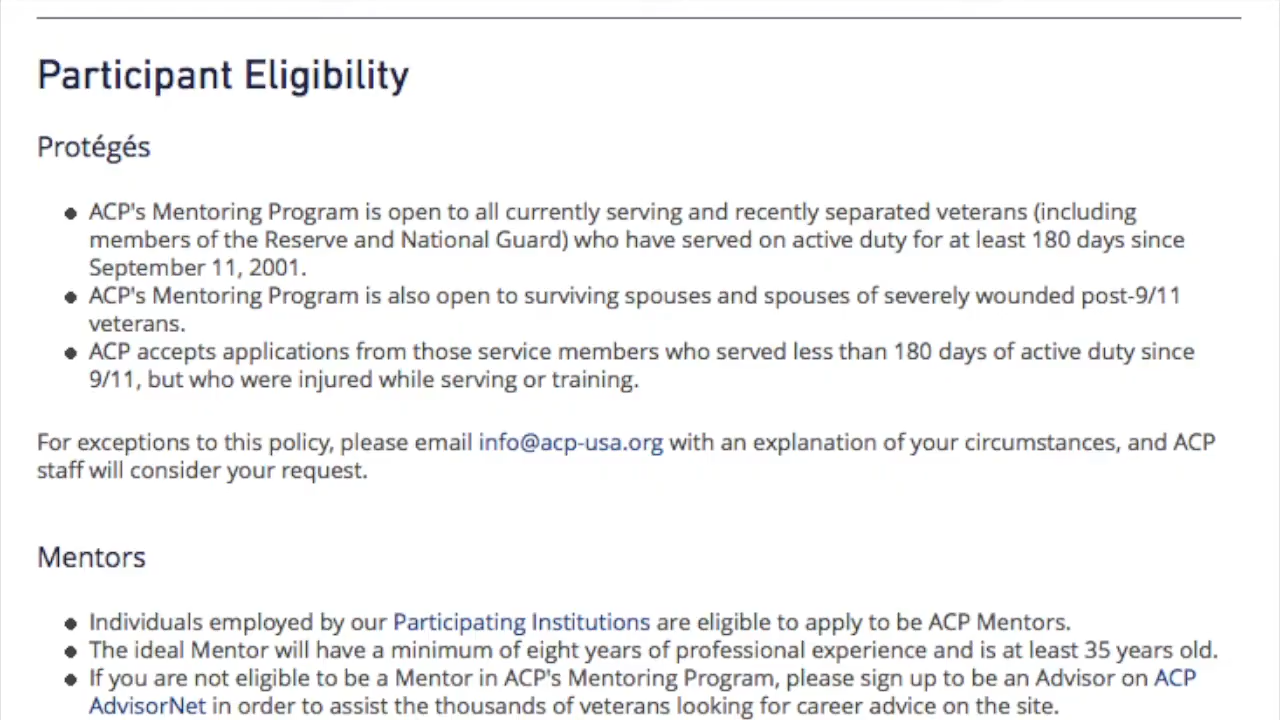 Participant Eligibility
Protégés
● ACP's Mentoring Program is open to all currently serving and recently separated veterans (including
members of the Reserve and National Guard) who have served on active duty for at least 180 days since
September 11, 2001.
● ACP's Mentoring Program is also open to surviving spouses and spouses of severely wounded post-9/11
veterans.
● ACP accepts applications from those service members who served less than 180 days of active duty since
9/11, but who were injured while serving or training.
For exceptions to this policy, please email info@acp-usa.org with an explanation of your circumstances, and ACP
staff will consider your request.
Mentors
● Individuals employed by our Participating Institutions are eligible to apply to be ACP Mentors.
● The ideal Mentor will have a minimum of eight years of professional experience and is at least 35 years old.
● If you are not eligible to be a Mentor in ACP's Mentoring Program, please sign up to be an Advisor on ACP
AdvisorNet in order to assist the thousands of veterans looking for career advice on the site.